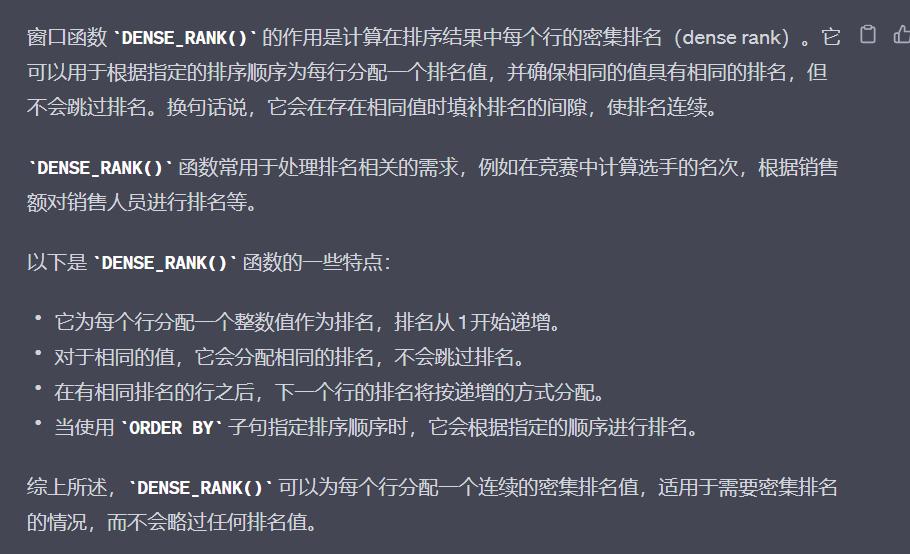 窗口函数 `DENSE_RANK()` 的作用是计算在排序结果中每个行的密集排名（dense rank）。它
可以用于根据指定的排序顺序为每行分配一个排名值，并确保相同的值具有相同的排名，但
不会跳过排名。换句话说，它会在存在相同值时填补排名的间隙，使排名连续。
`DENSE_RANK()` 函数常用于处理排名相关的需求，例如在竞赛中计算选手的名次，根据销售
额对销售人员进行排名等。
以下是 `DENSE_RANK()` 函数的一些特点：
• 它为每个行分配一个整数值作为排名，排名从 1 开始递增。
• 对于相同的值，它会分配相同的排名，不会跳过排名。
• 在有相同排名的行之后，下一个行的排名将按递增的方式分配。
• 当使用 `ORDER BY` 子句指定排序顺序时，它会根据指定的顺序进行排名。
综上所述，`DENSE_RANK()` 可以为每个行分配一个连续的密集排名值，适用于需要密集排名
的情况，而不会略过任何排名值。